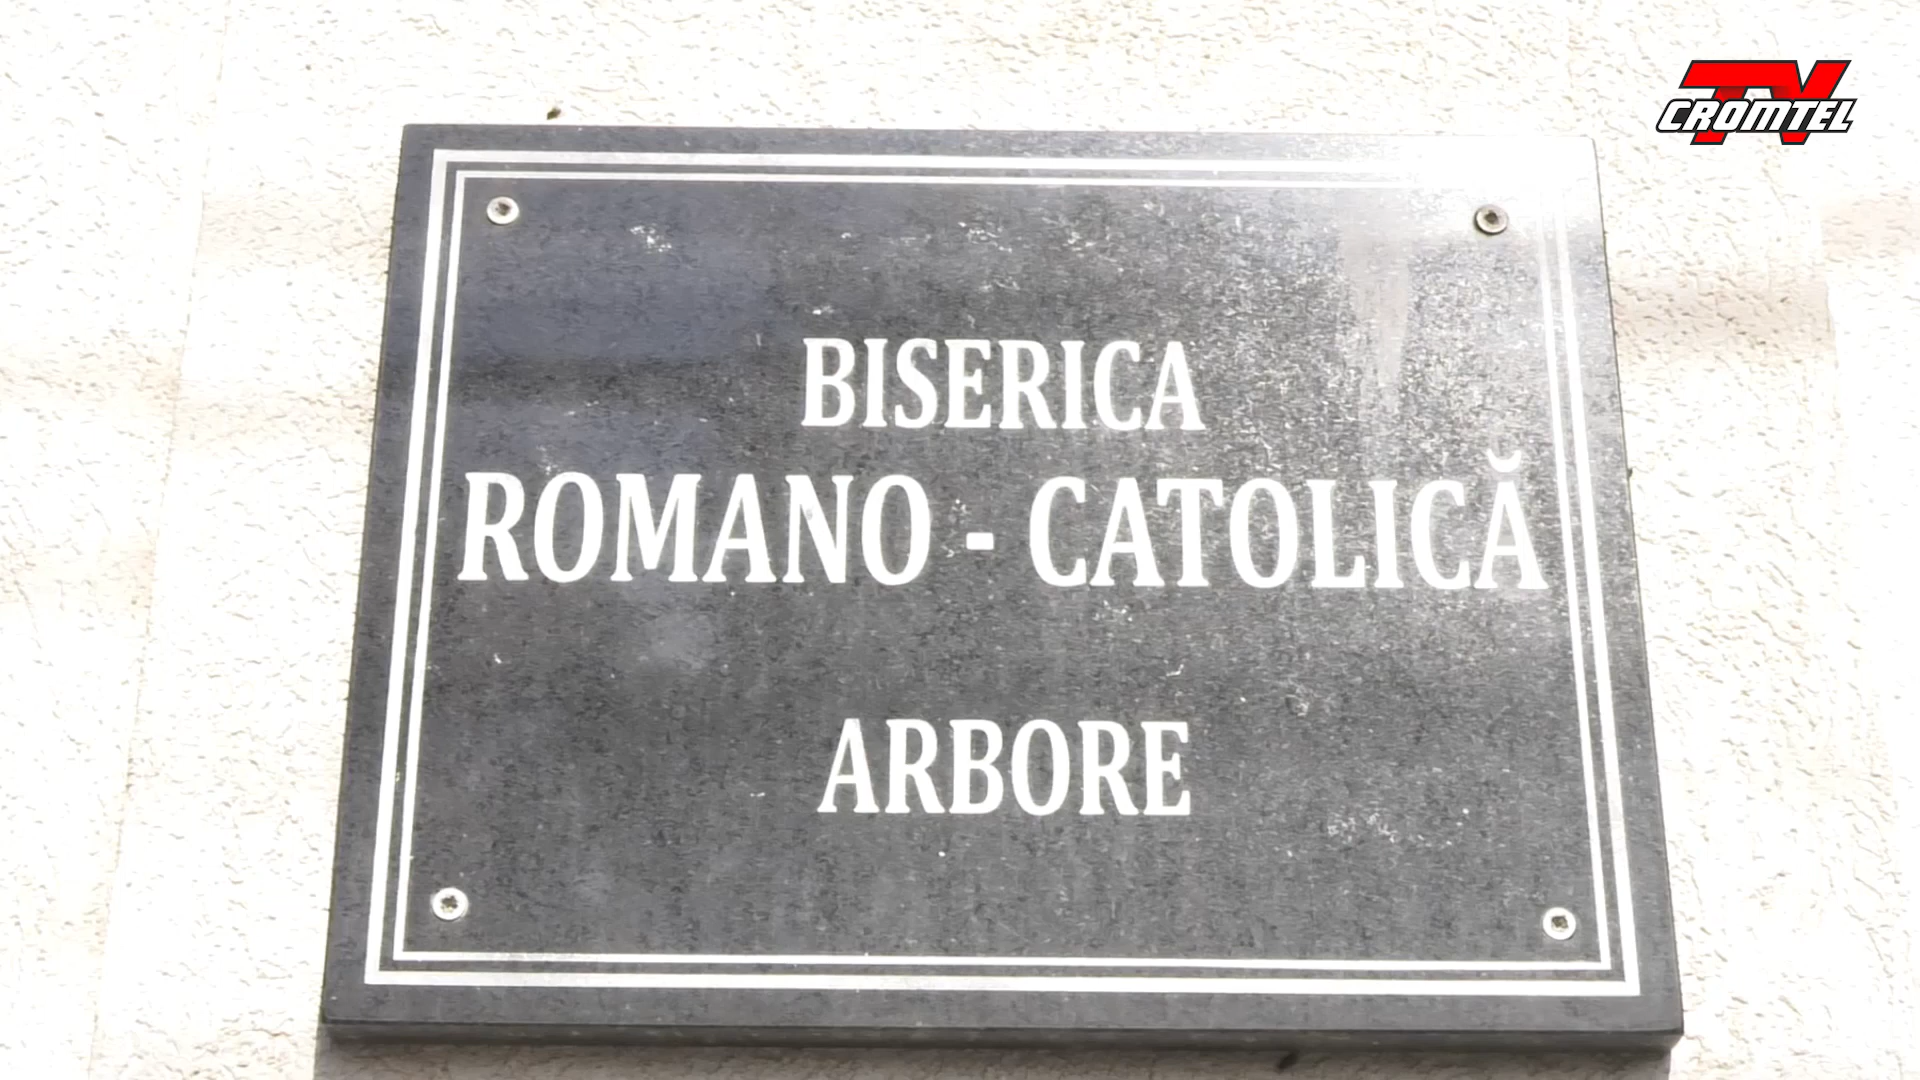 TV
CROMTEL
BISERICA
ROMANO - CATOLICĂ
ARBORE